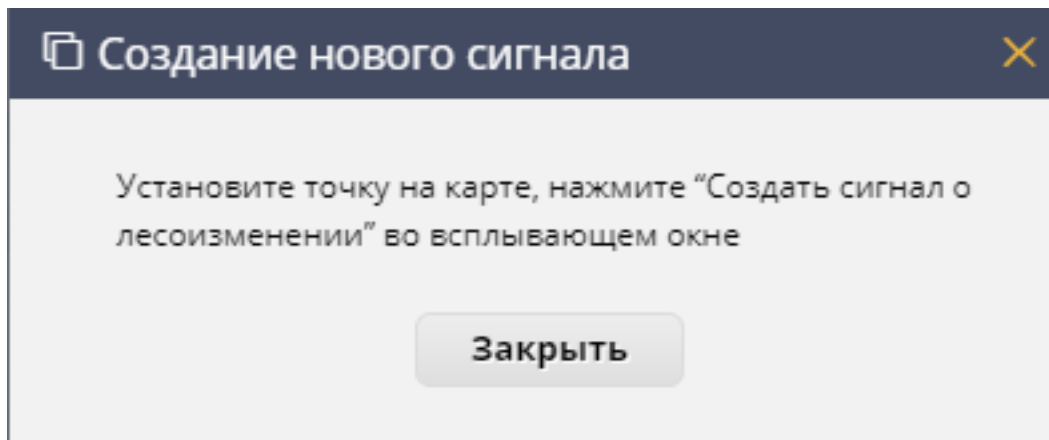 Создание нового сигнала
Установите точку на карте, нажмите “Создать сигнал о
лесоизменении” во всплывающем окне
Закрыть